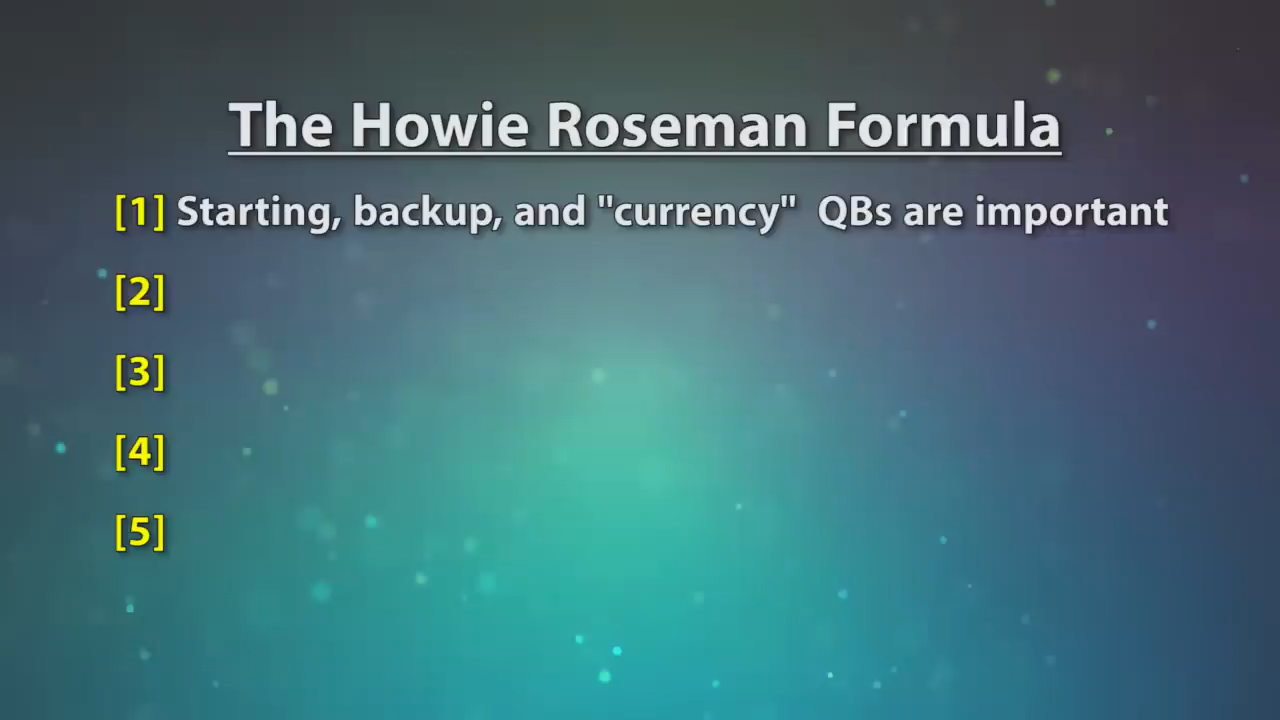 The Howie Roseman Formula
[1] Starting, backup, and "currency" QBs are important
[2]
[3]
[4]
[5]